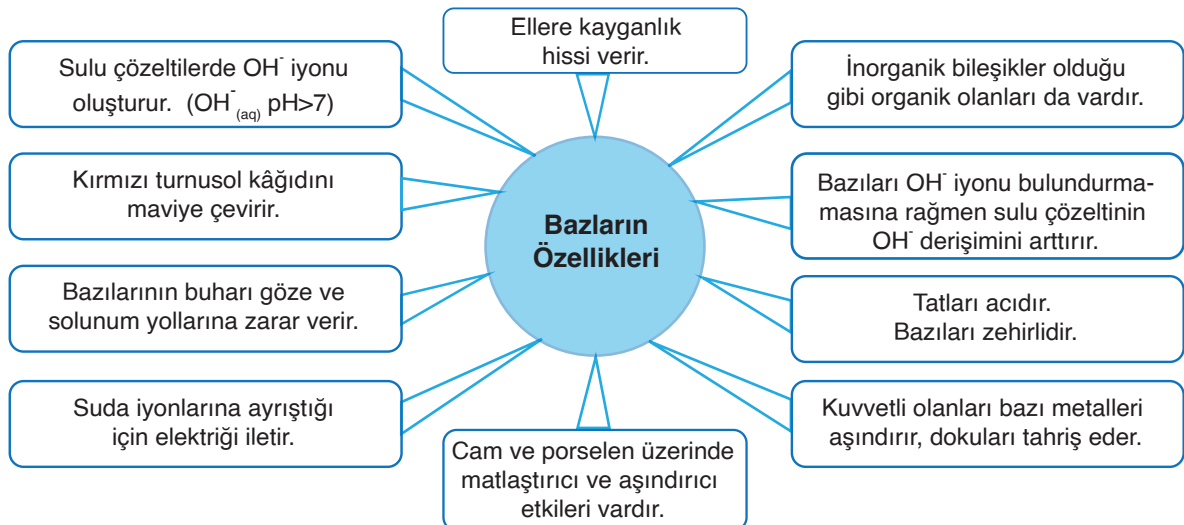 Ellere kayganlık
hissi verir.
Sulu çözeltilerde OH⁻ iyonu
oluşturur. (OH⁻(aq) pH>7)
İnorganik bileşikler olduğu
gibi organik olanları da vardır.
Kırmızı turnusol kâğıdını
maviye çevirir.
Bazıları OH⁻ iyonu bulundurma-
masına rağmen sulu çözeltinin
OH⁻ derişimini arttırır.
Bazların
Özellikleri
Bazılarının buharı göze ve
solunum yollarına zarar verir.
Tatları acıdır.
Bazıları zehirlidir.
Suda iyonlarına ayrıştığı
için elektriği iletir.
Kuvvetli olanları bazı metalleri
aşındırır, dokuları tahriş eder.
Cam ve porselen üzerinde
matlaştırıcı ve aşındırıcı
etkileri vardır.